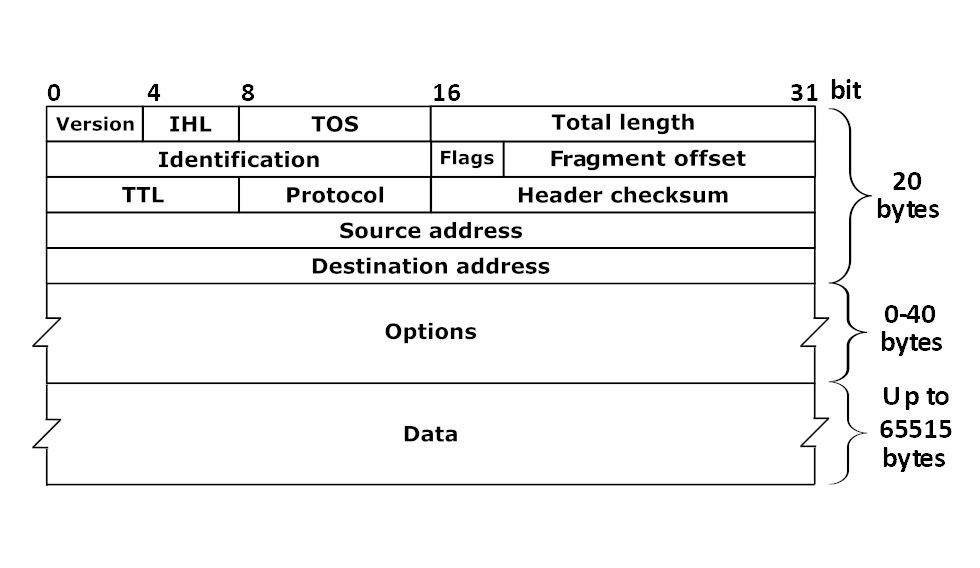 0 4 8 16 31 bit
Version IHL TOS Total length
Identification Flags Fragment offset
TTL Protocol Header checksum
Source address
Destination address
20
bytes
Options
0-40
bytes
Data
Up to
65515
bytes